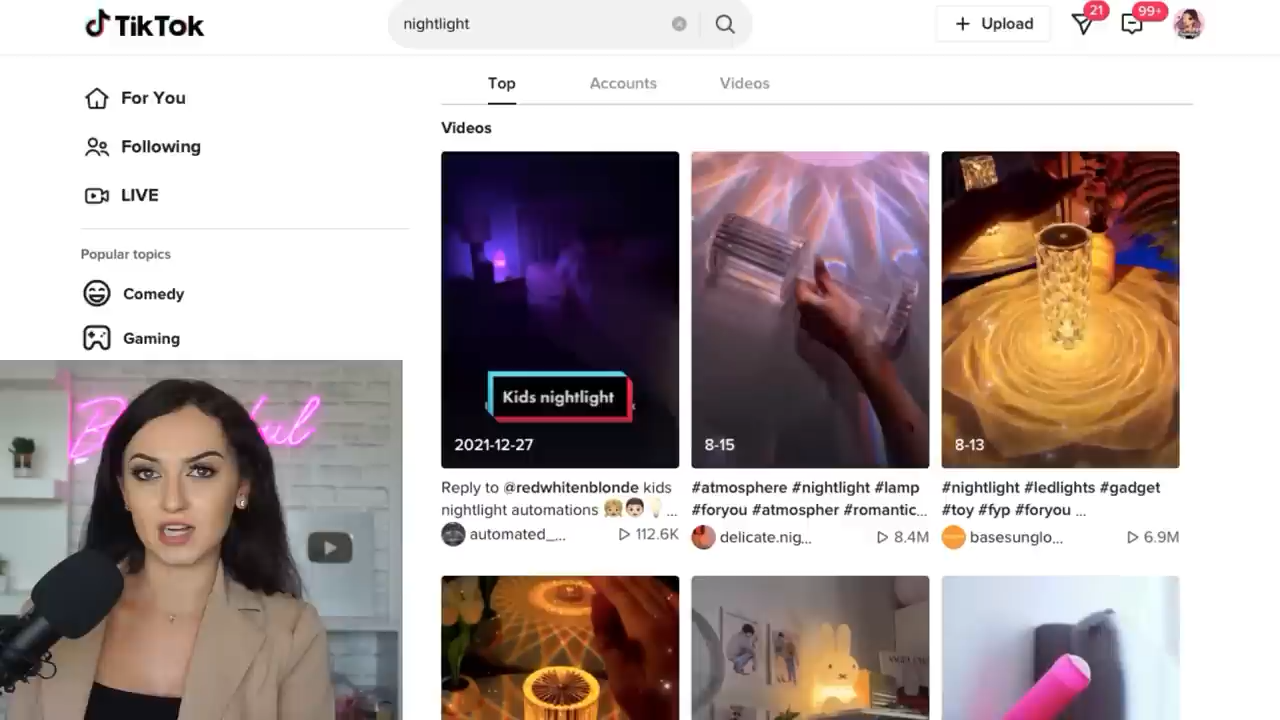 TikTok
nightlight
Upload
21
99+
For You
Following
LIVE
Popular topics
Comedy
Gaming
Top
Accounts
Videos
Videos
Kids nightlight
2021-12-27
8-15
8-13
Reply to @redwhitenblonde kids
nightlight automations 👧🏼👦🏻💡 ...
automated_...
112.6K
#atmosphere #nightlight #lamp
#foryou #atmospher #romantic...
delicate.nig...
8.4M
#nightlight #ledlights #gadget
#toy #fyp #foryou ...
basesunglo...
6.9M